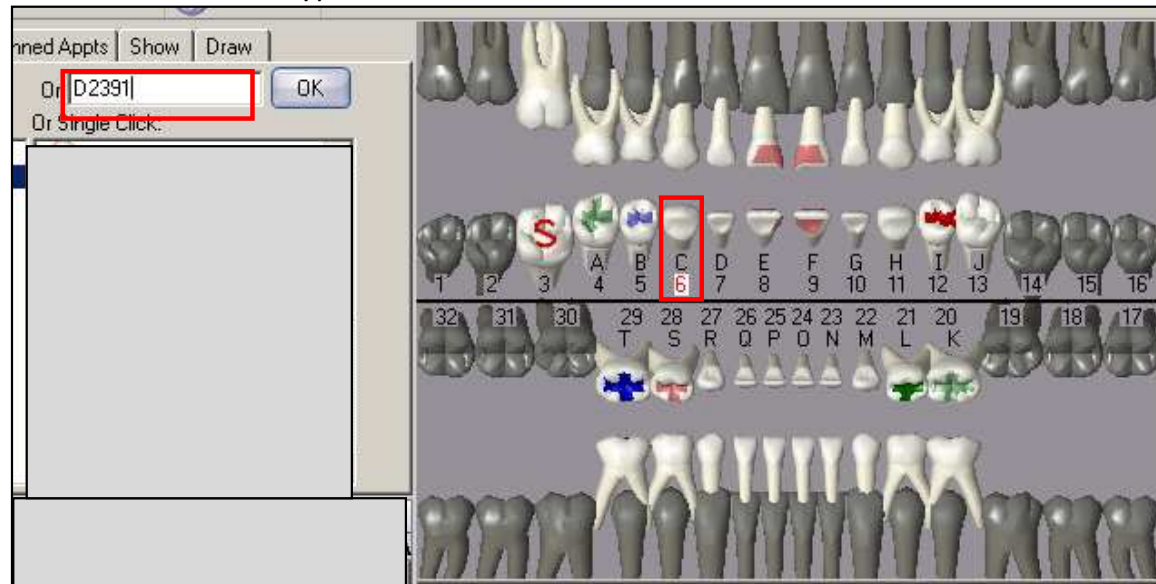 nned Appts Show Draw
Or D2391 OK
Or Single Click:
S
A B C D E F G H I J
1 2 3 4 5 6 7 8 9 10 11 12 13 14 15 16
32 31 30 29 28 27 26 25 24 23 22 21 20 19 18 17
T S R Q P O N M L K